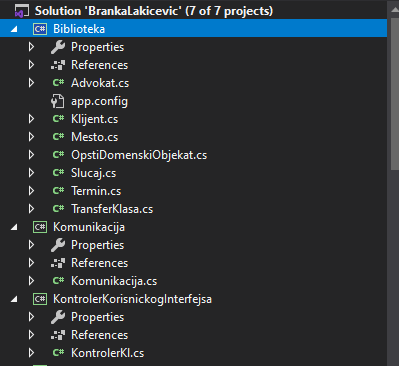 Solution 'BrankaLakicevic' (7 of 7 projects)
C# Biblioteka
Properties
References
C# Advokat.cs
app.config
C# Klijent.cs
C# Mesto.cs
C# OpstiDomenskiObjekat.cs
C# Slucaj.cs
C# Termin.cs
C# TransferKlasa.cs
C# Komunikacija
Properties
References
C# Komunikacija.cs
C# KontrolerKorisnickogInterfejsa
Properties
References
C# KontrolerKI.cs